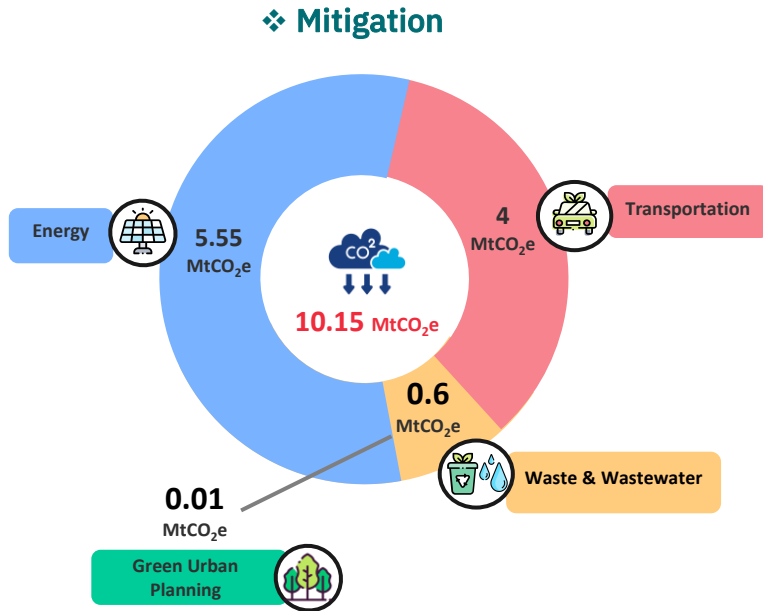 ❖ Mitigation
Energy
5.55
MtCO₂e
4
MtCO₂e
Transportation
CO²
10.15 MtCO₂e
0.6
MtCO₂e
Waste & Wastewater
0.01
MtCO₂e
Green Urban
Planning